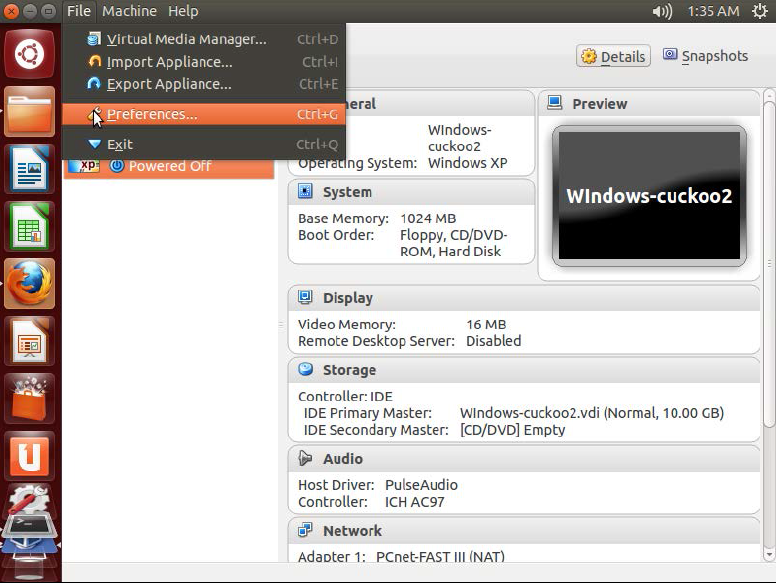 File Machine Help
1:35 AM
Virtual Media Manager... Ctrl+D
Import Appliance... Ctrl+I
Export Appliance... Ctrl+E
Preferences... Ctrl+G
Exit Ctrl+Q
Details
Snapshots
xp
Powered Off
neral
WIndows-
cuckoo2
Operating System: Windows XP
System
Base Memory: 1024 MB
Boot Order: Floppy, CD/DVD-
ROM, Hard Disk
Preview
WIndows-cuckoo2
Display
Video Memory: 16 MB
Remote Desktop Server: Disabled
Storage
Controller: IDE
IDE Primary Master: WIndows-cuckoo2.vdi (Normal, 10.00 GB)
IDE Secondary Master: [CD/DVD] Empty
Audio
Host Driver: PulseAudio
Controller: ICH AC97
Network
Adapter 1: PCnet-FAST III (NAT)